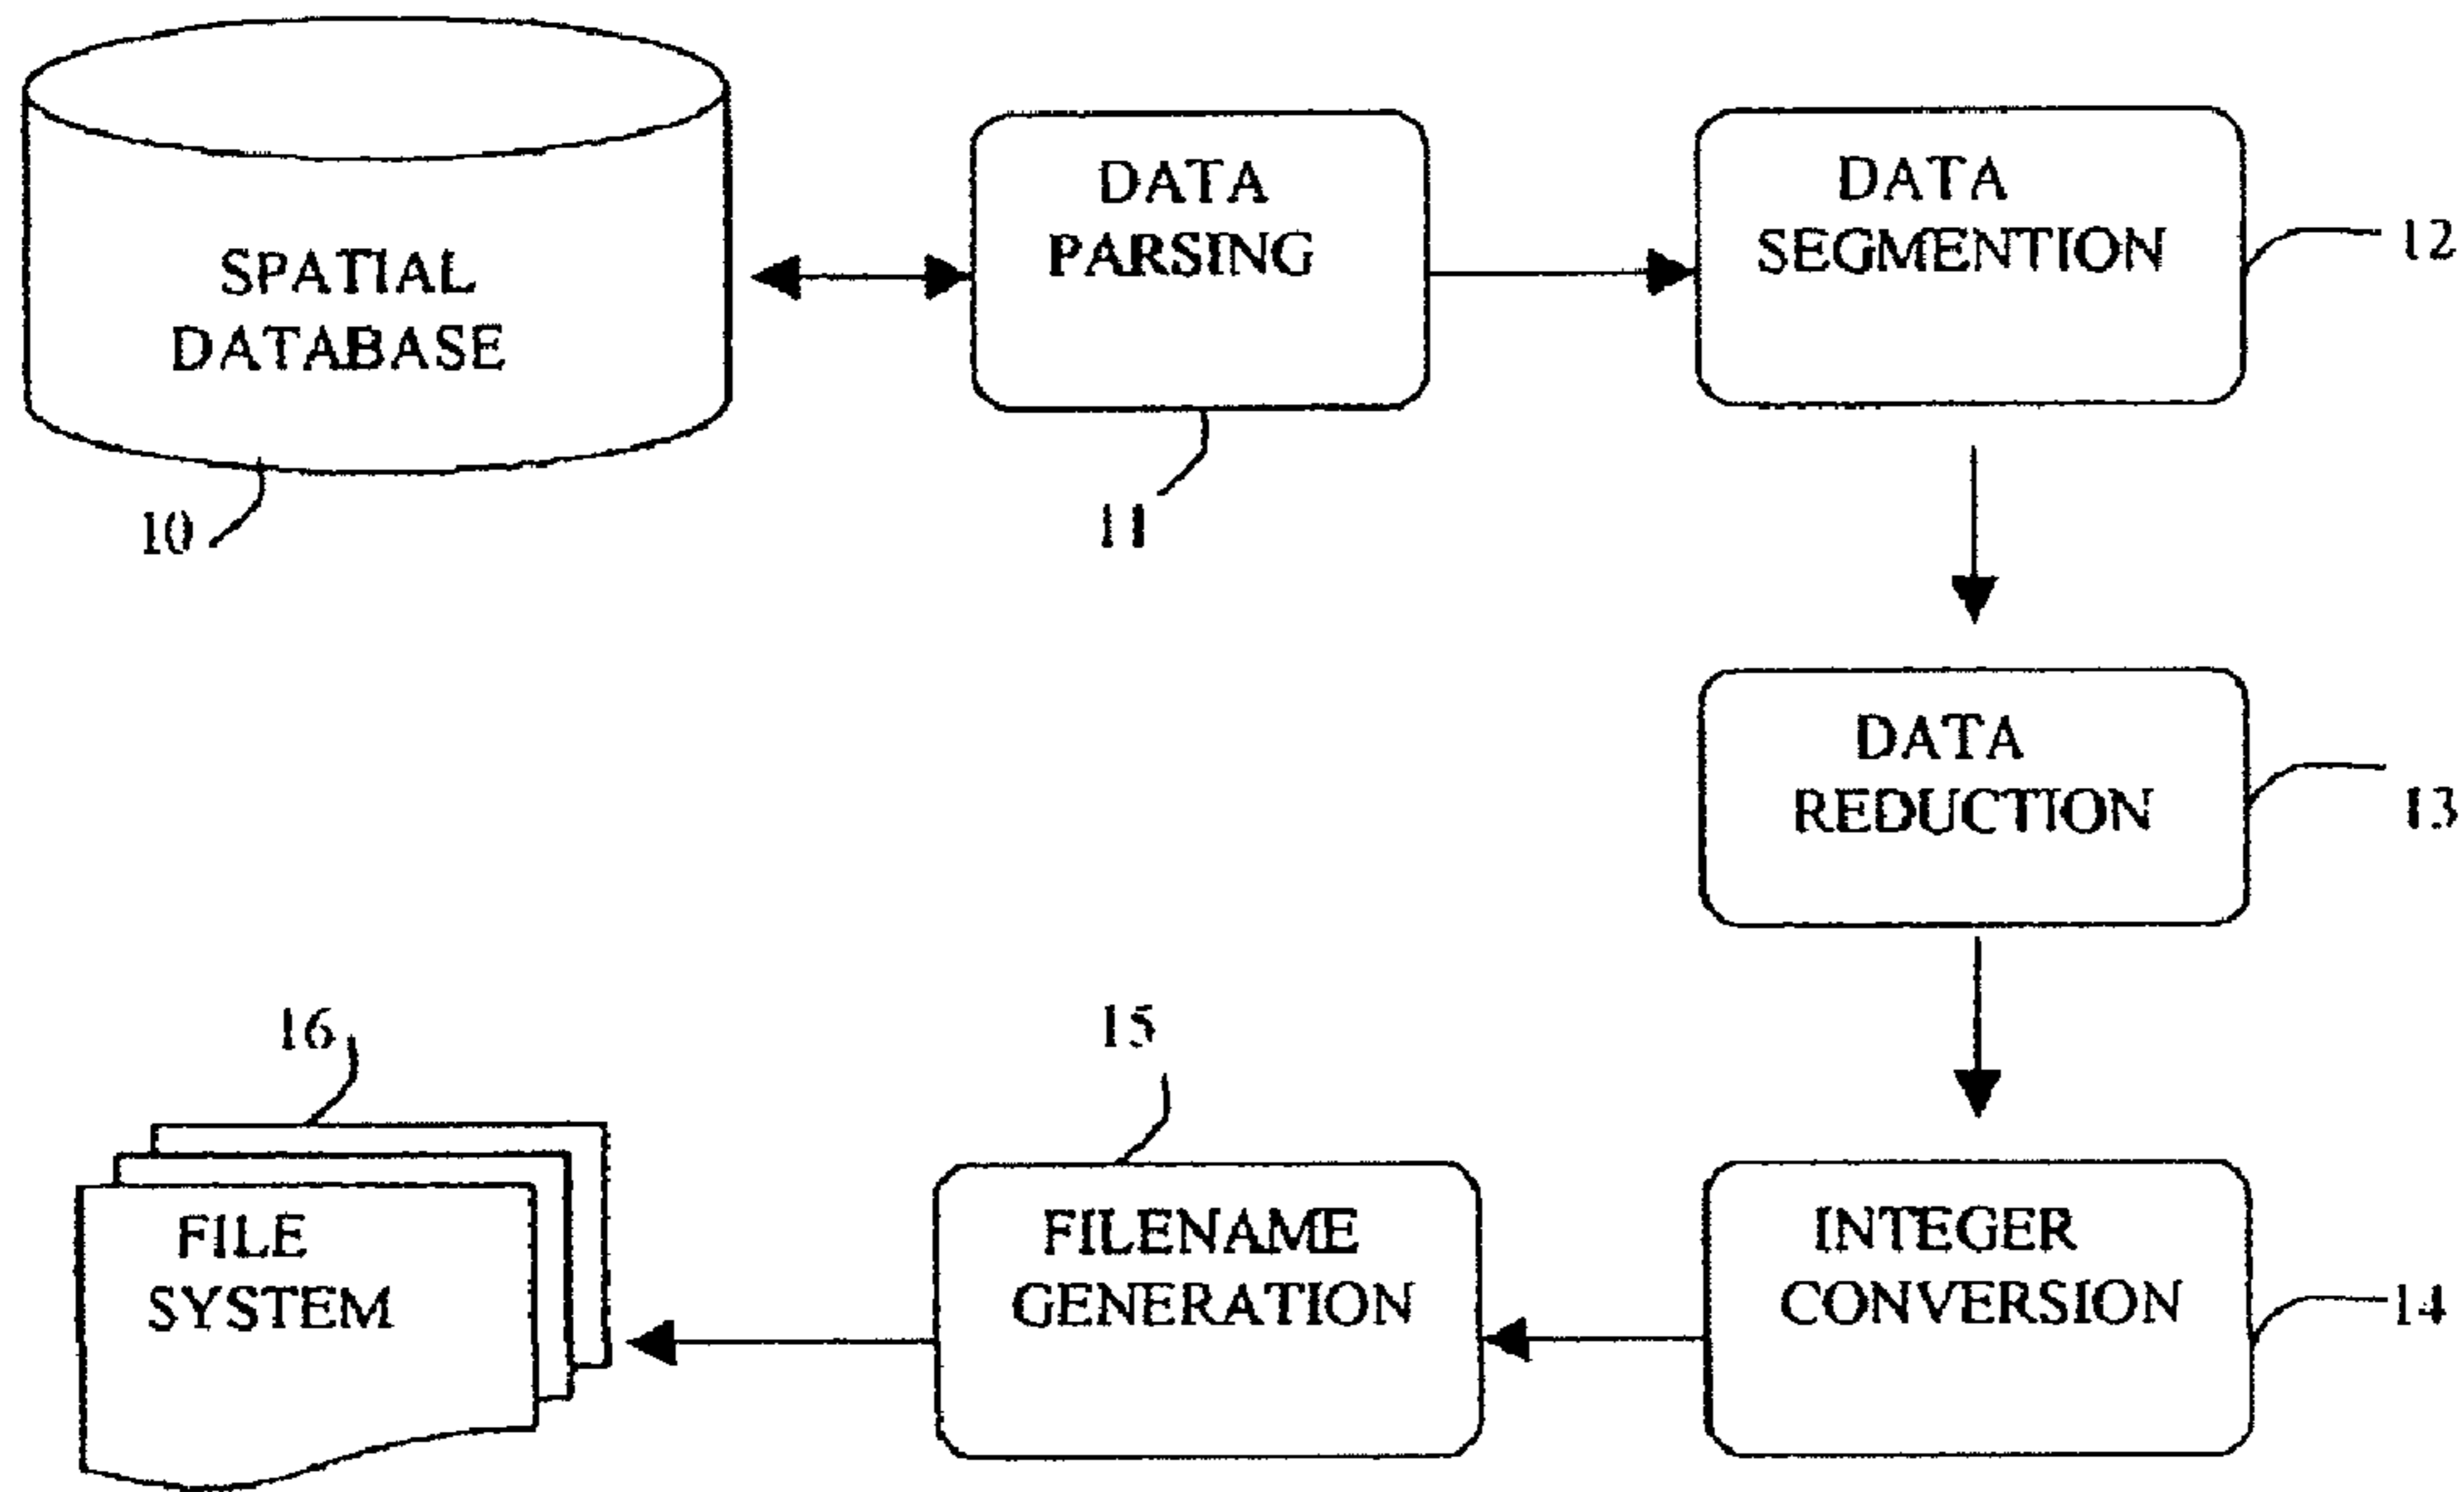 SPATIAL
DATABASE
10
DATA
PARSING
11
DATA
SEGMENTION
12
DATA
REDUCTION
13
INTEGER
CONVERSION
14
15
FILENAME
GENERATION
16
FILE
SYSTEM